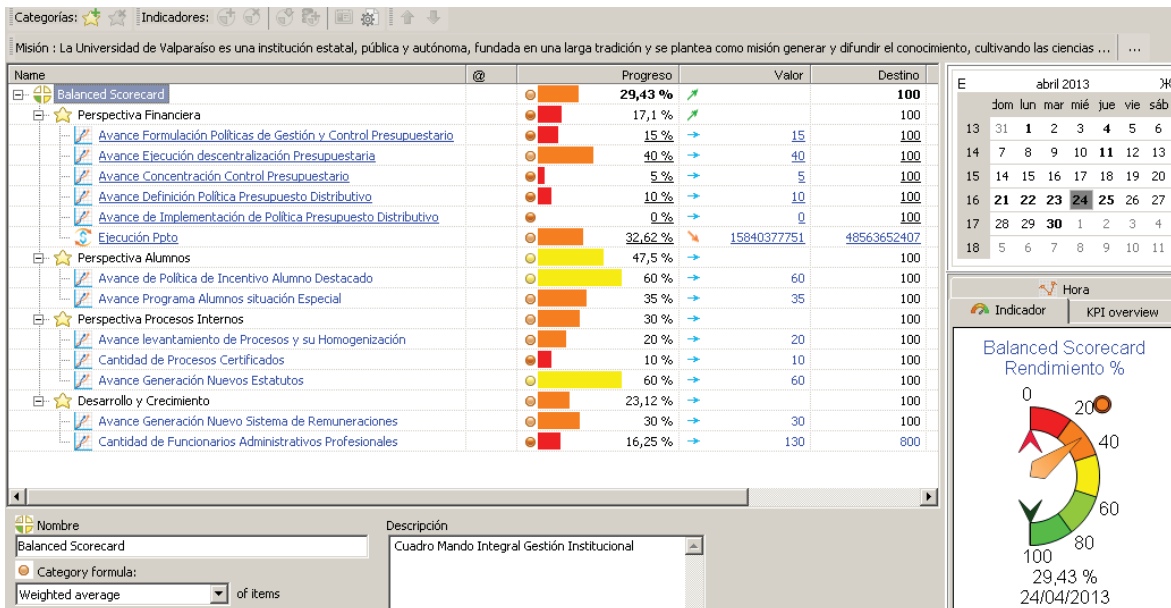 Categorías: Indicadores:
Misión : La Universidad de Valparaíso es una institución estatal, pública y autónoma, fundada en una larga tradición y se plantea como misión generar y difundir el conocimiento, cultivando las ciencias ... ...
Name @ Progreso Valor Destino
Balanced Scorecard 29,43 % 100
Perspectiva Financiera 17,1 % 100
Avance Formulación Políticas de Gestión y Control Presupuestario 15 % 15 100
Avance Ejecución descentralización Presupuestaria 40 % 40 100
Avance Concentración Control Presupuestario 5 % 5 100
Avance Definición Política Presupuesto Distributivo 10 % 10 100
Avance de Implementación de Política Presupuesto Distributivo 0 % 0 100
Ejecución Ppto 32,62 % 15840377751 48563652407
Perspectiva Alumnos 47,5 % 100
Avance de Política de Incentivo Alumno Destacado 60 % 60 100
Avance Programa Alumnos situación Especial 35 % 35 100
Perspectiva Procesos Internos 30 % 100
Avance levantamiento de Procesos y su Homogenización 20 % 20 100
Cantidad de Procesos Certificados 10 % 10 100
Avance Generación Nuevos Estatutos 60 % 60 100
Desarrollo y Crecimiento 23,12 % 100
Avance Generación Nuevo Sistema de Remuneraciones 30 % 30 100
Cantidad de Funcionarios Administrativos Profesionales 16,25 % 130 800
Nombre
Balanced Scorecard
Category formula:
Weighted average of items
Descripción
Cuadro Mando Integral Gestión Institucional
E abril 2013 Ж
dom lun mar mié jue vie sáb
13 31 1 2 3 4 5 6
14 7 8 9 10 11 12 13
15 14 15 16 17 18 19 20
16 21 22 23 24 25 26 27
17 28 29 30 1 2 3 4
18 5 6 7 8 9 10 11
Hora
Indicador KPI overview
Balanced Scorecard
Rendimiento %
0
20
40
60
80
100
29,43 %
24/04/2013